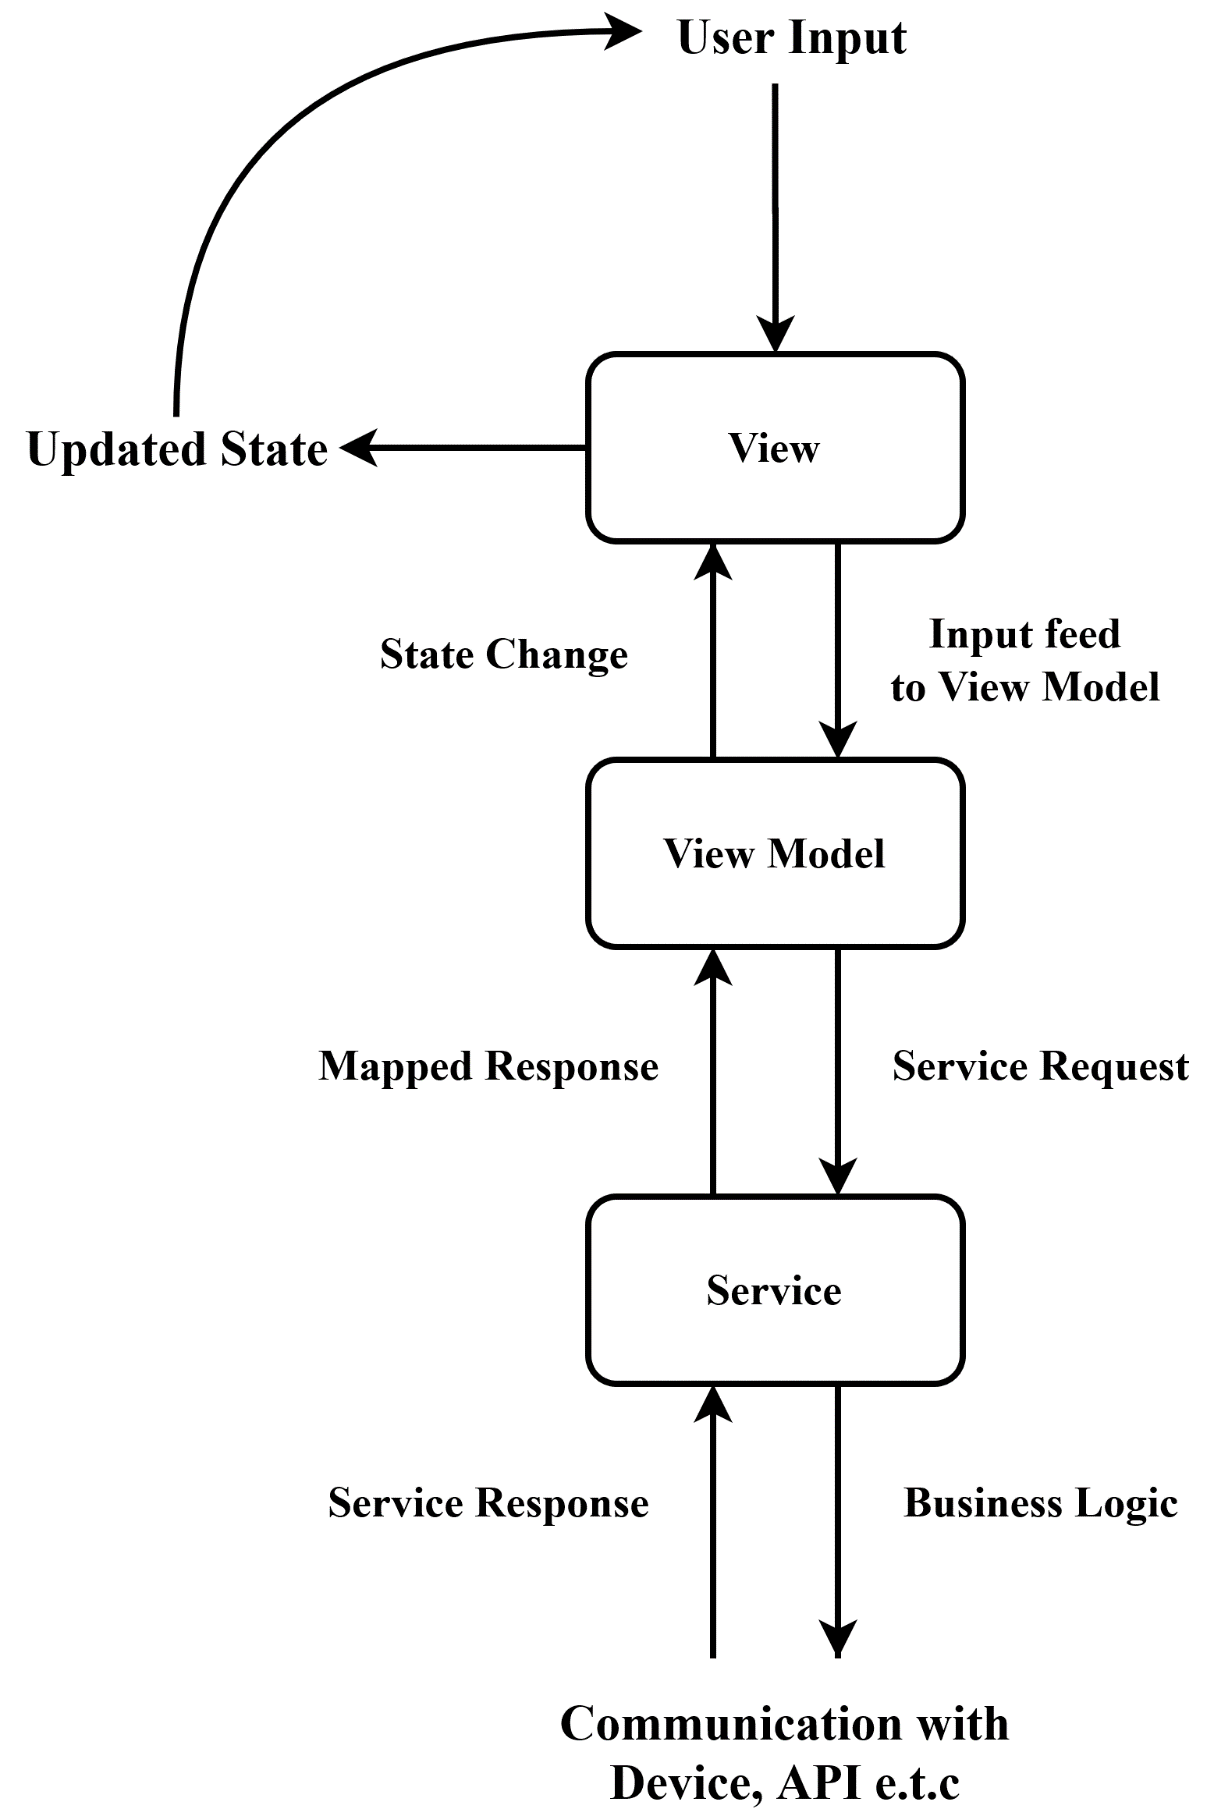 User Input
Updated State
View
State Change
Input feed
to View Model
View Model
Mapped Response
Service Request
Service
Service Response
Business Logic
Communication with
Device, API e.t.c